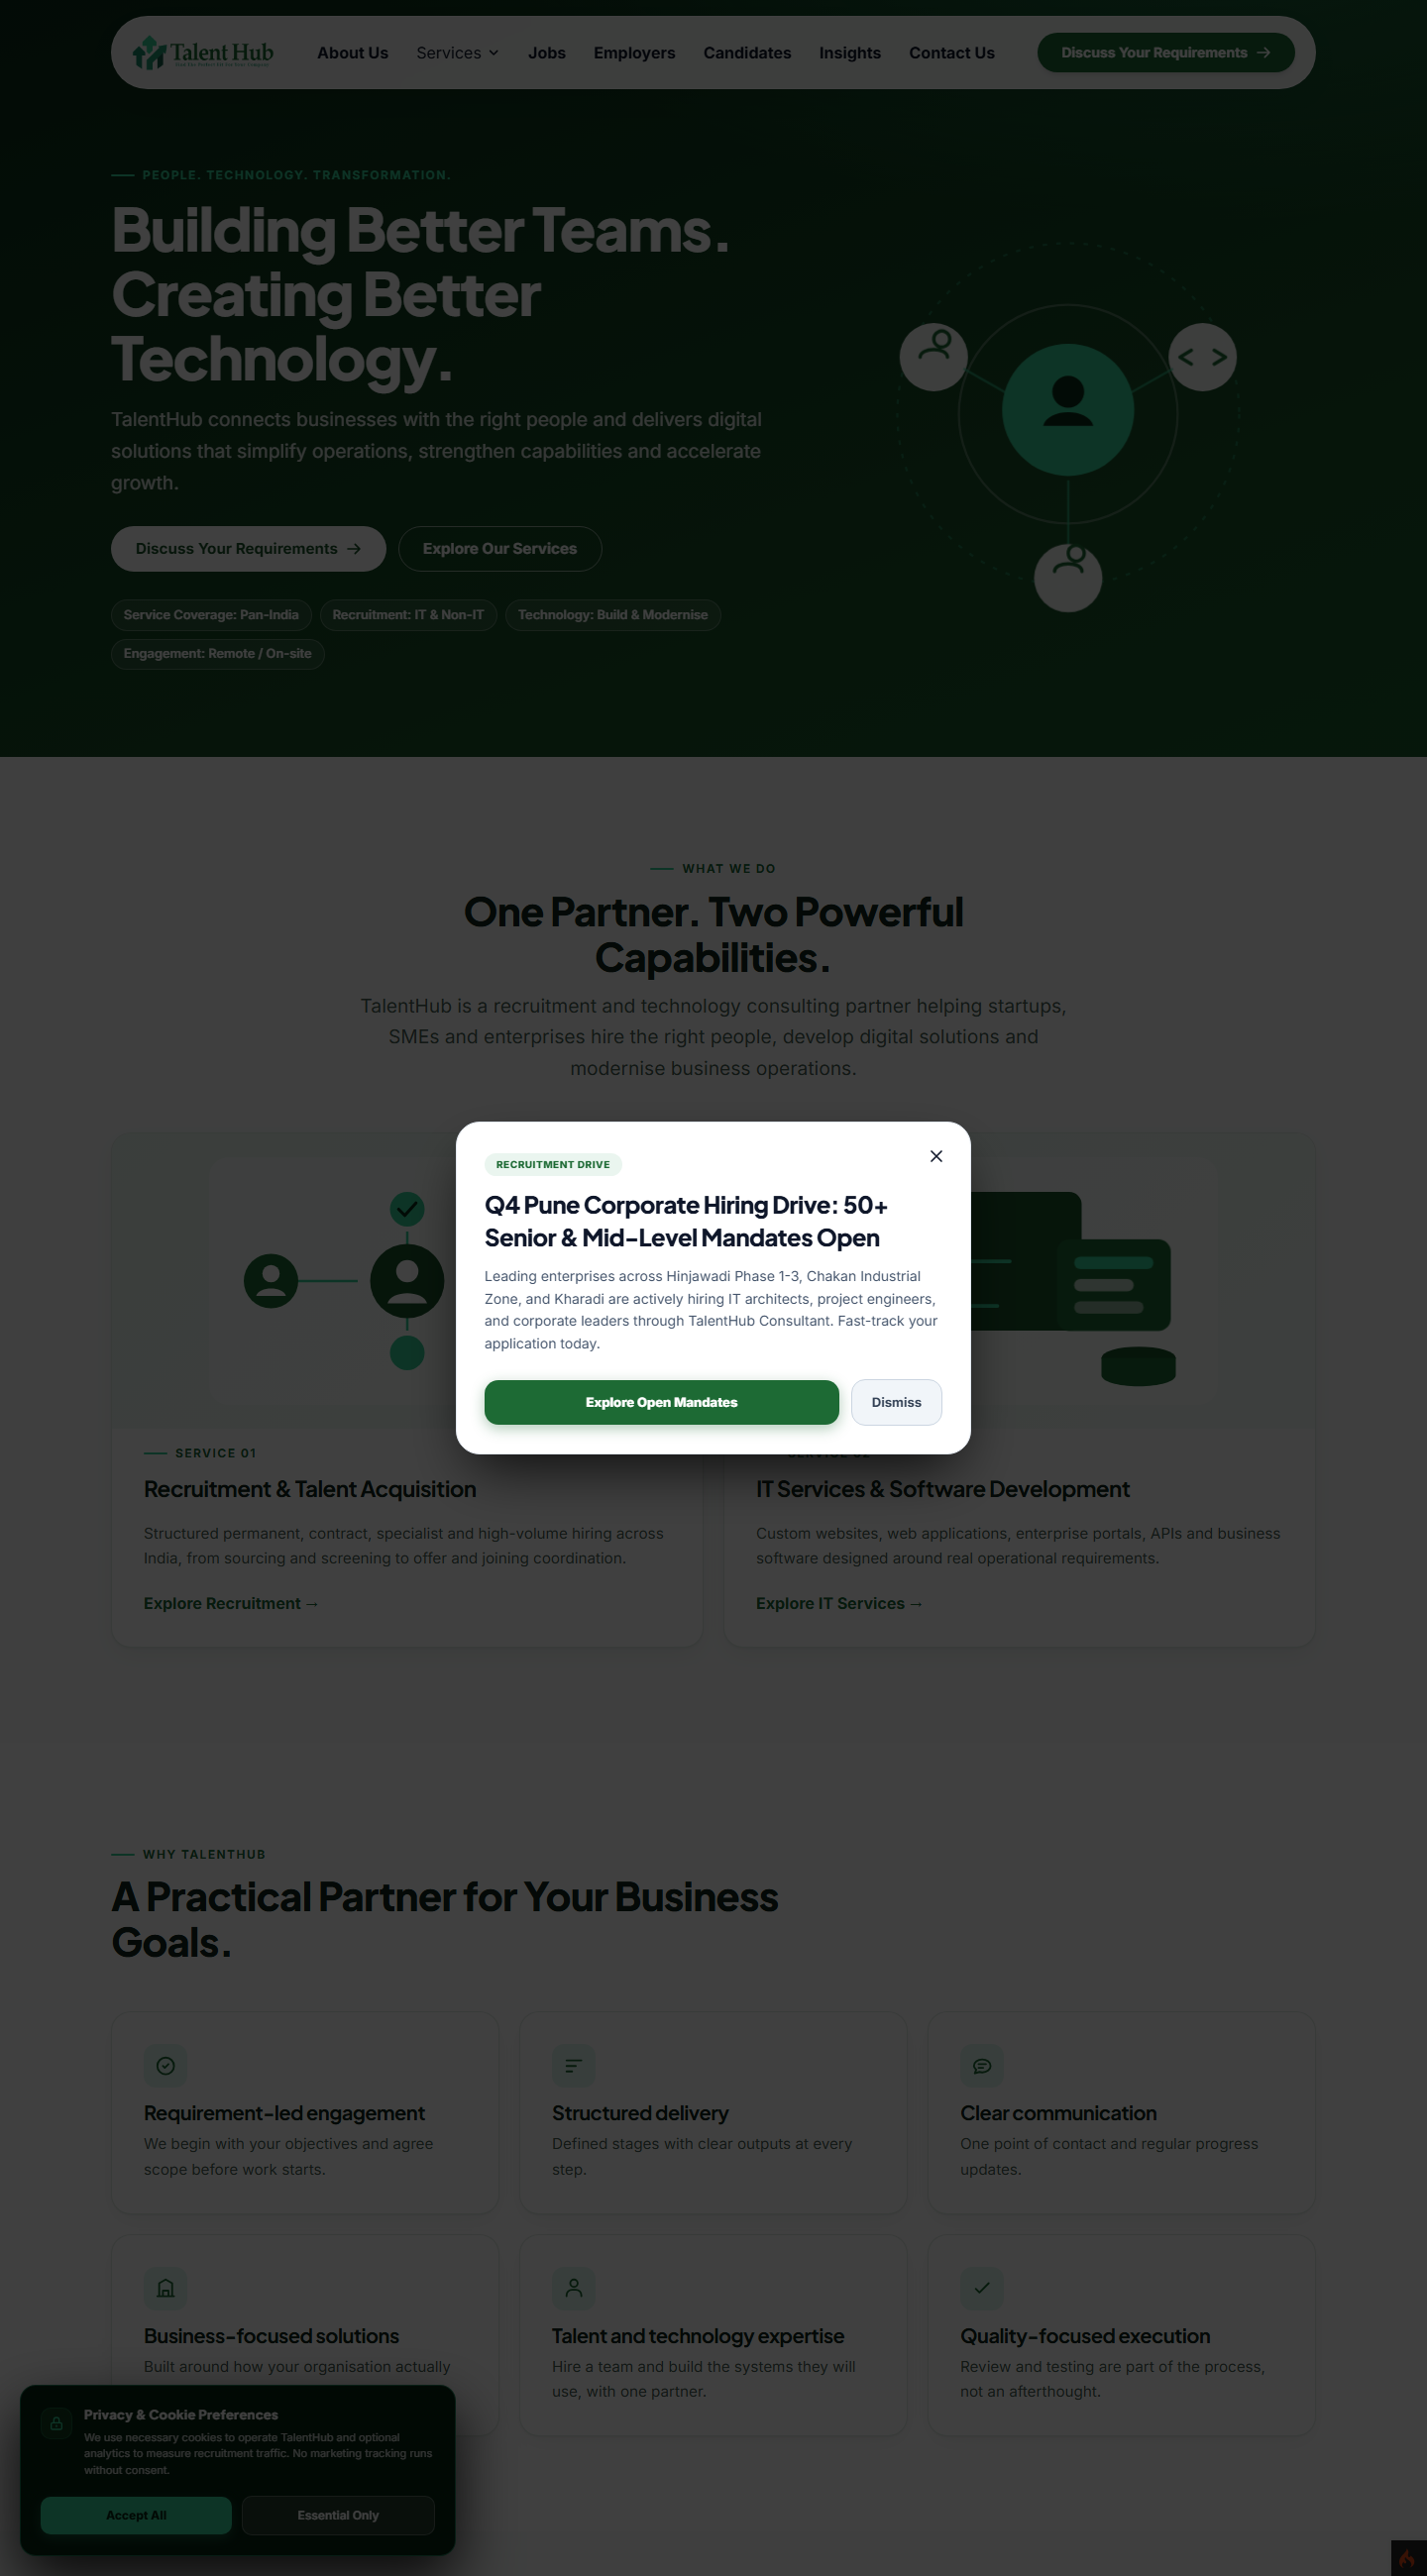 Talent Hub
About Us
Services
Jobs
Employers
Candidates
Insights
Contact Us
Discuss Your Requirements →
PEOPLE. TECHNOLOGY. TRANSFORMATION.
Building Better Teams.
Creating Better
Technology.
TalentHub connects businesses with the right people and delivers digital
solutions that simplify operations, strengthen capabilities and accelerate
growth.
Discuss Your Requirements →
Explore Our Services
Service Coverage: Pan-India
Recruitment: IT & Non-IT
Technology: Build & Modernise
Engagement: Remote / On-site
WHAT WE DO
One Partner. Two Powerful
Capabilities.
TalentHub is a recruitment and technology consulting partner helping startups,
SMEs and enterprises hire the right people, develop digital solutions and
modernise business operations.
RECRUITMENT DRIVE
Q4 Pune Corporate Hiring Drive: 50+
Senior & Mid-Level Mandates Open
Leading enterprises across Hinjawadi Phase 1-3, Chakan Industrial
Zone, and Kharadi are actively hiring IT architects, project engineers,
and corporate leaders through TalentHub Consultant. Fast-track your
application today.
Explore Open Mandates
Dismiss
SERVICE 01
Recruitment & Talent Acquisition
Structured permanent, contract, specialist and high-volume hiring across
India, from sourcing and screening to offer and joining coordination.
Explore Recruitment →
IT Services & Software Development
Custom websites, web applications, enterprise portals, APIs and business
software designed around real operational requirements.
Explore IT Services →
WHY TALENTHUB
A Practical Partner for Your Business
Goals.
Requirement-led engagement
We begin with your objectives and agree
scope before work starts.
Structured delivery
Defined stages with clear outputs at every
step.
Clear communication
One point of contact and regular progress
updates.
Business-focused solutions
Built around how your organisation actually
Talent and technology expertise
Hire a team and build the systems they will
use, with one partner.
Quality-focused execution
Review and testing are part of the process,
not an afterthought.
Privacy & Cookie Preferences
We use necessary cookies to operate TalentHub and optional
analytics to measure recruitment traffic. No marketing tracking runs
without consent.
Accept All
Essential Only